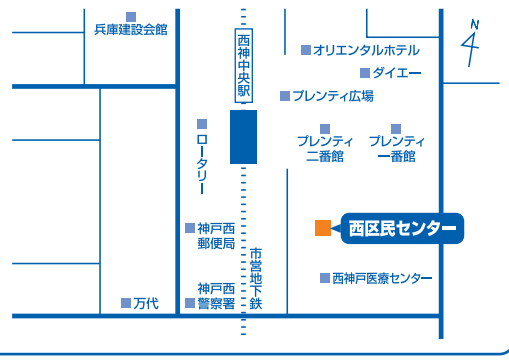 兵庫建設会館
西神中央駅
N
オリエンタルホテル
ダイエー
プレンティ広場
ロータリー
プレンティ
二番館
プレンティ
一番館
神戸西
郵便局
西区民センター
市営地下鉄
西神戸医療センター
神戸西
警察署
万代